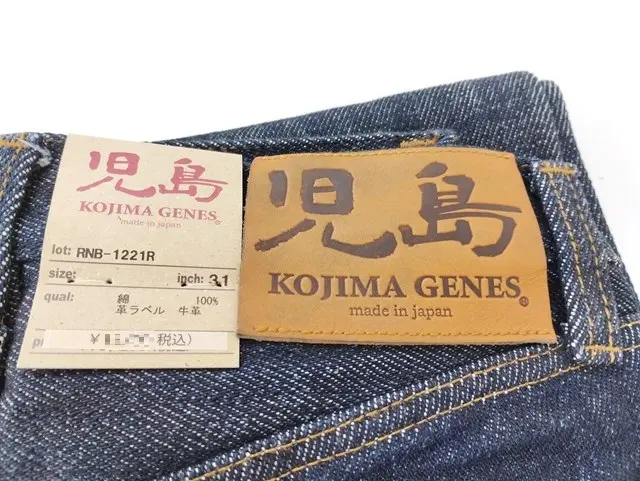 児島
KOJIMA GENES®
made in japan
lot: RNB-1221R
size:
inch: 31
qual: 綿 100%
革ラベル 牛革
(税込)
児島
KOJIMA GENES®
made in japan